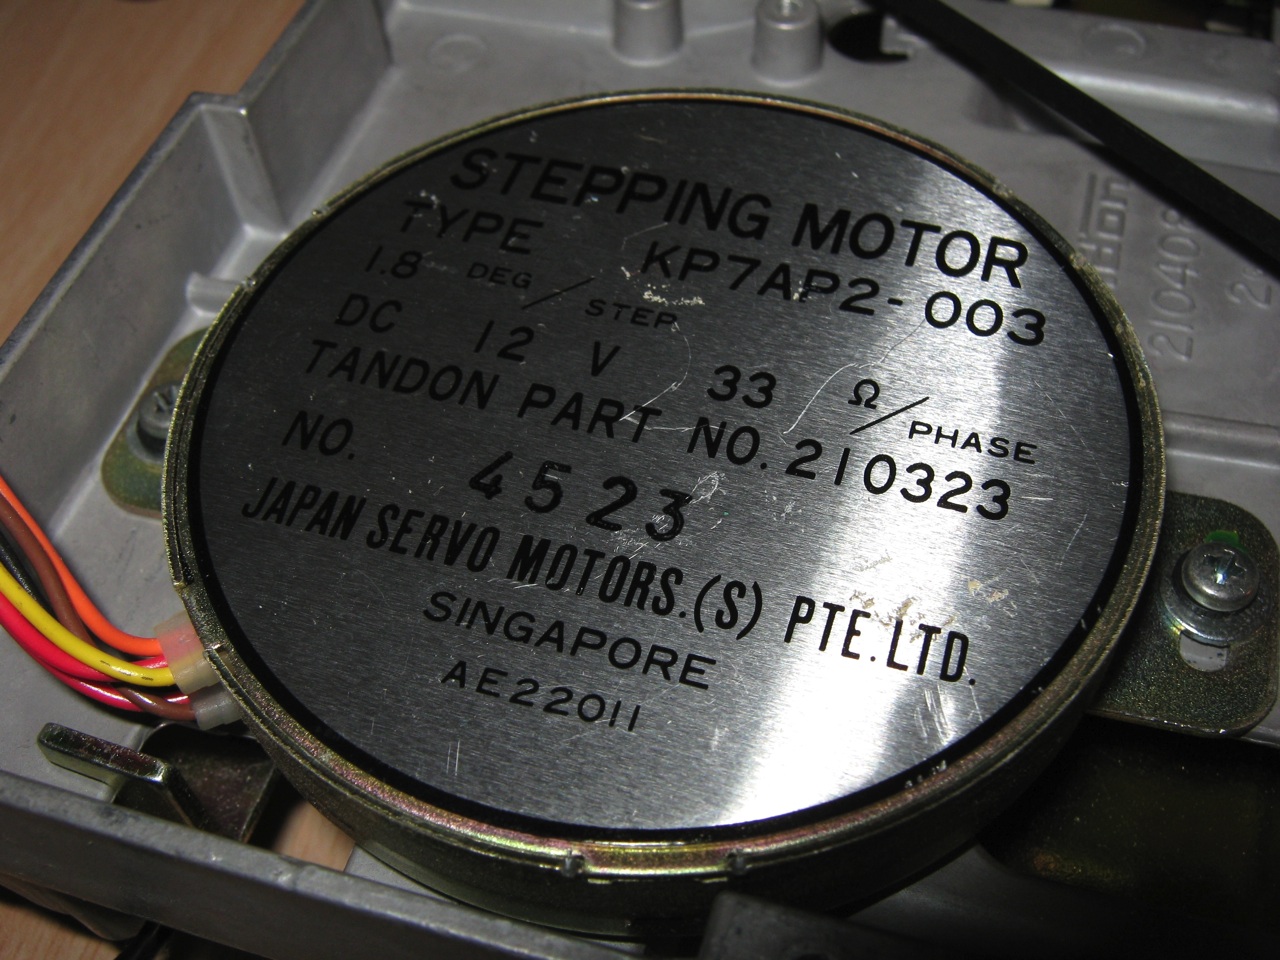 STEPPING MOTOR
TYPE KP7AP2-003
1.8 DEG/STEP
DC 12 V 33 Ω/PHASE
TANDON PART NO. 210323
NO. 4523
JAPAN SERVO MOTORS.(S) PTE.LTD.
SINGAPORE
AE22011